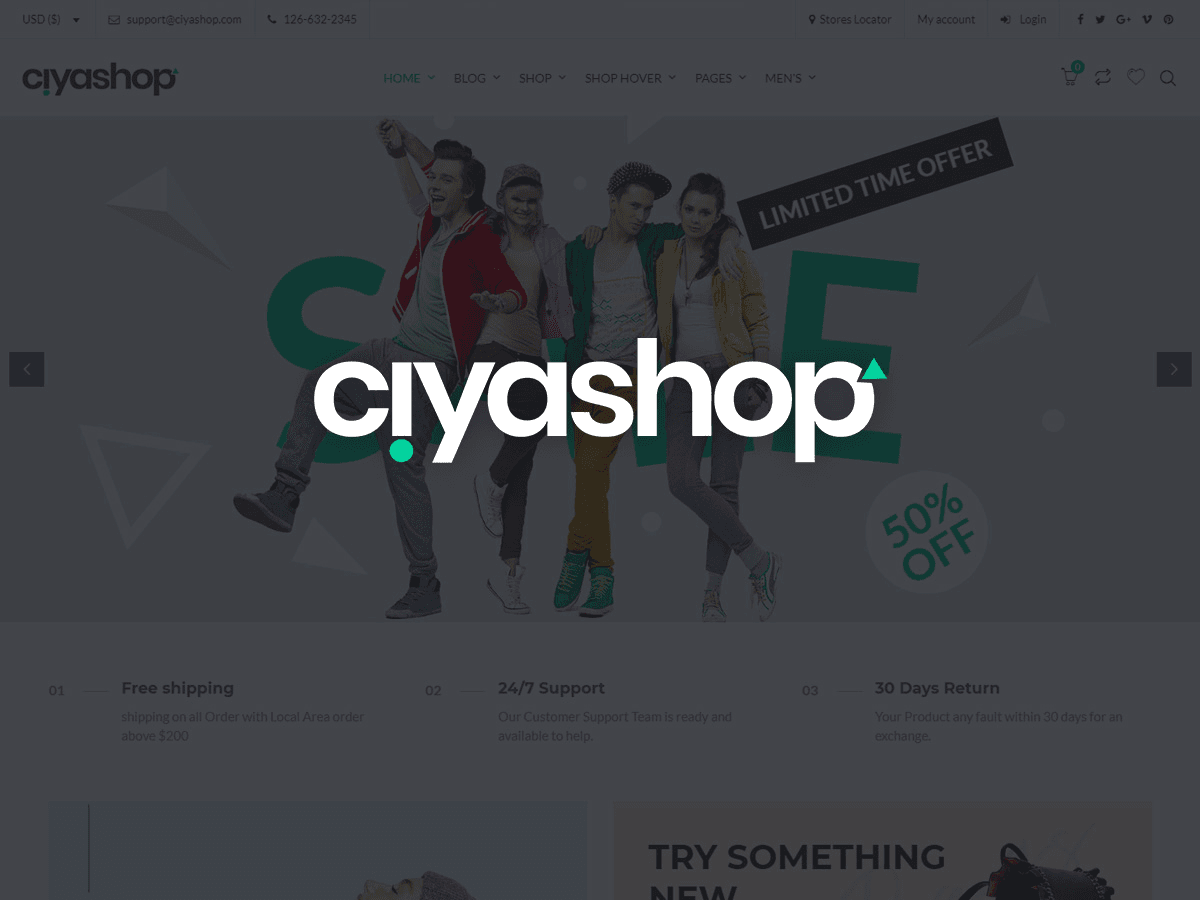 USD ($)
support@ciyashop.com
126-632-2345
Stores Locator
My account
Login
ciyashop
HOME
BLOG
SHOP
SHOP HOVER
PAGES
MEN'S
0
LIMITED TIME OFFER
SALE
ciyashop
50%
OFF
01
Free shipping
shipping on all Order with Local Area order
above $200
02
24/7 Support
Our Customer Support Team is ready and
available to help.
03
30 Days Return
Your Product any fault within 30 days for an
exchange.
TRY SOMETHING
NEW